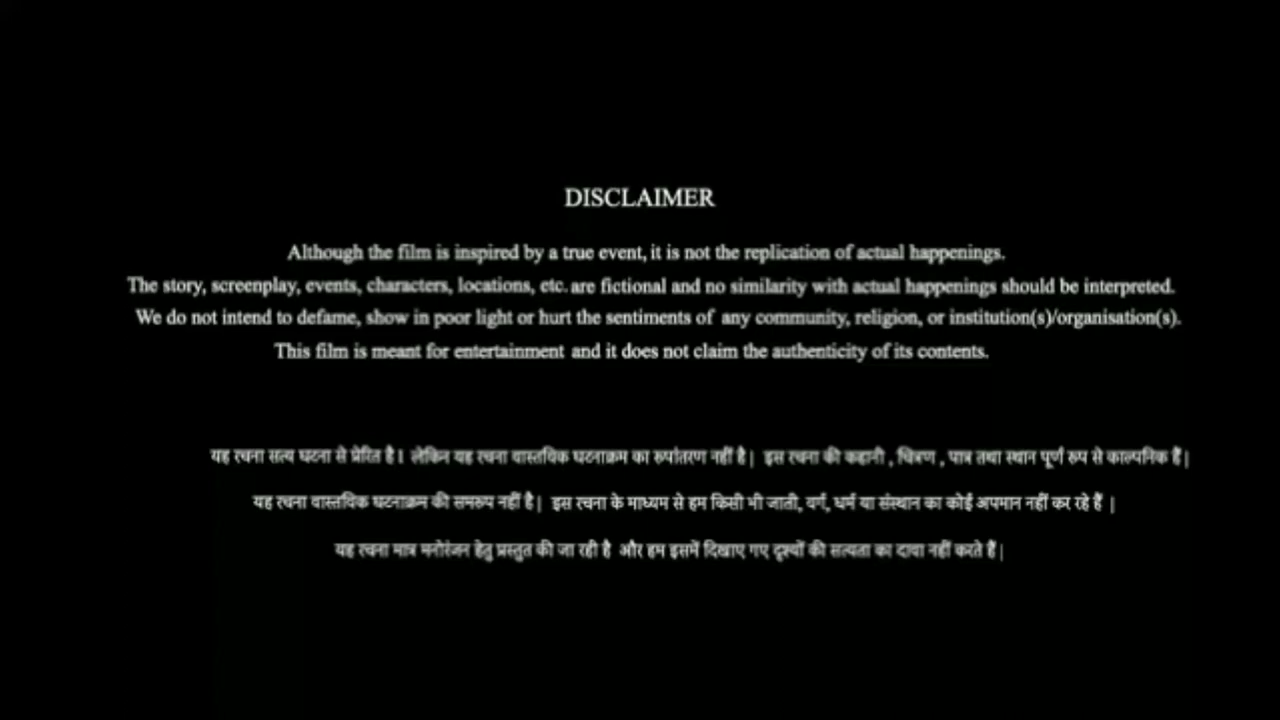 DISCLAIMER
Although the film is inspired by a true event, it is not the replication of actual happenings.
The story, screenplay, events, characters, locations, etc. are fictional and no similarity with actual happenings should be interpreted.
We do not intend to defame, show in poor light or hurt the sentiments of any community, religion, or institution(s)/organisation(s).
This film is meant for entertainment and it does not claim the authenticity of its contents.
यह रचना सत्य घटना से प्रेरित है। लेकिन यह रचना वास्तविक घटनाक्रम का रूपांतरण नहीं है| इस रचना की कहानी , चित्रण , पात्र तथा स्थान पूर्ण रूप से काल्पनिक हैं|
यह रचना वास्तविक घटनाक्रम की समरूप नहीं है| इस रचना के माध्यम से हम किसी भी जाती, वर्ग, धर्म या संस्थान का कोई अपमान नहीं कर रहे हैं |
यह रचना मात्र मनोरंजन हेतु प्रस्तुत की जा रही है और हम इसमें दिखाए गए दृश्यों की सत्यता का दावा नहीं करते हैं|